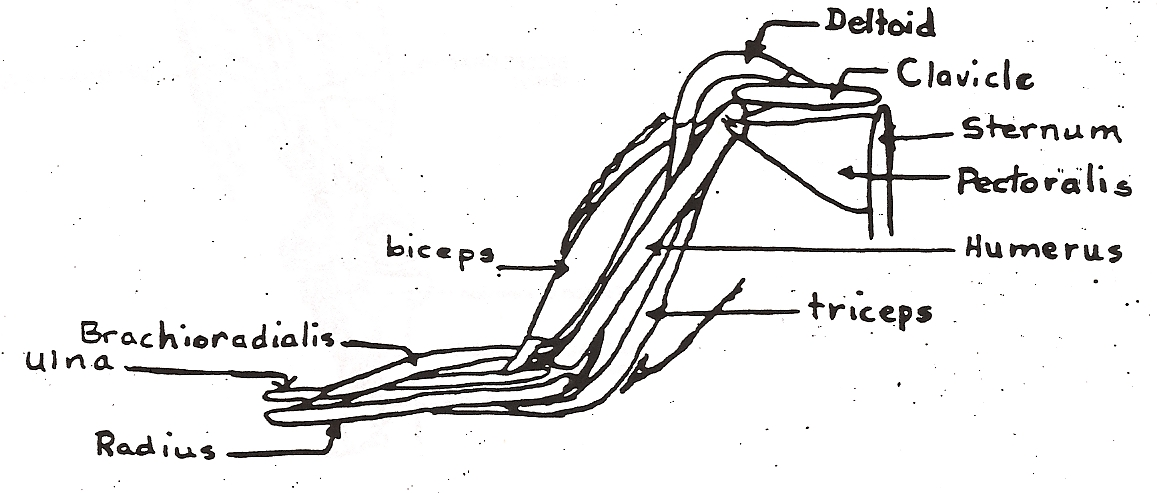 Deltoid
Clavicle
Sternum
Pectoralis
Humerus
biceps
triceps
Brachioradialis
ulna
Radius